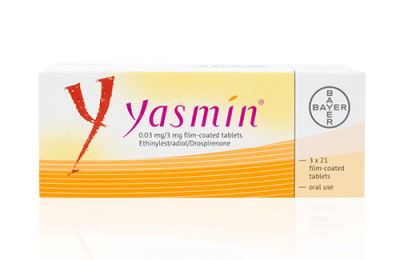 Yasmin®
0.03 mg/3 mg film-coated tablets
Ethinylestradiol/Drospirenone
BAYER
BAYER
3 x 21
film-coated
tablets
oral use